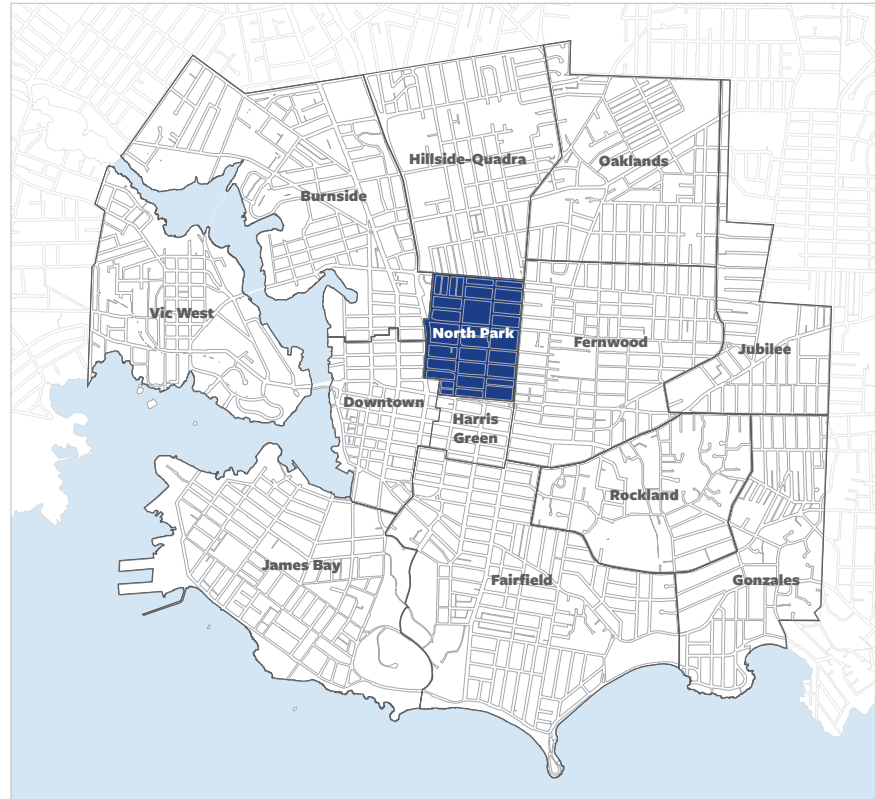 Hillside-Quadra
Oaklands
Burnside
Vic West
North Park
Fernwood
Jubilee
Downtown
Harris
Green
Rockland
James Bay
Fairfield
Gonzales